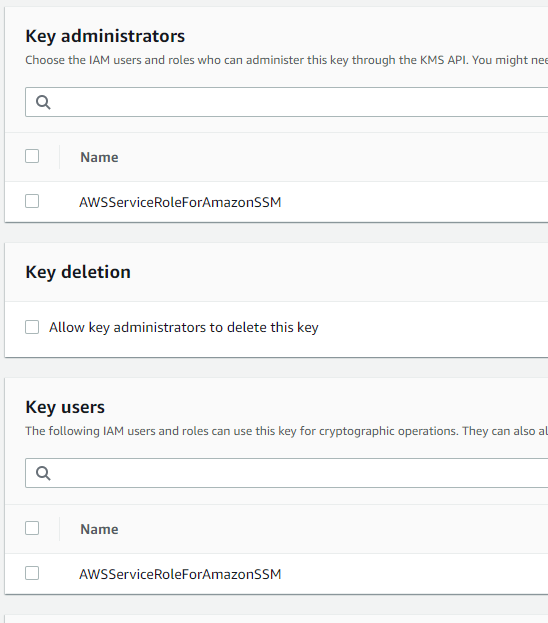 Key administrators
Choose the IAM users and roles who can administer this key through the KMS API. You might nee
Name
AWSServiceRoleForAmazonSSM
Key deletion
Allow key administrators to delete this key
Key users
The following IAM users and roles can use this key for cryptographic operations. They can also al
Name
AWSServiceRoleForAmazonSSM